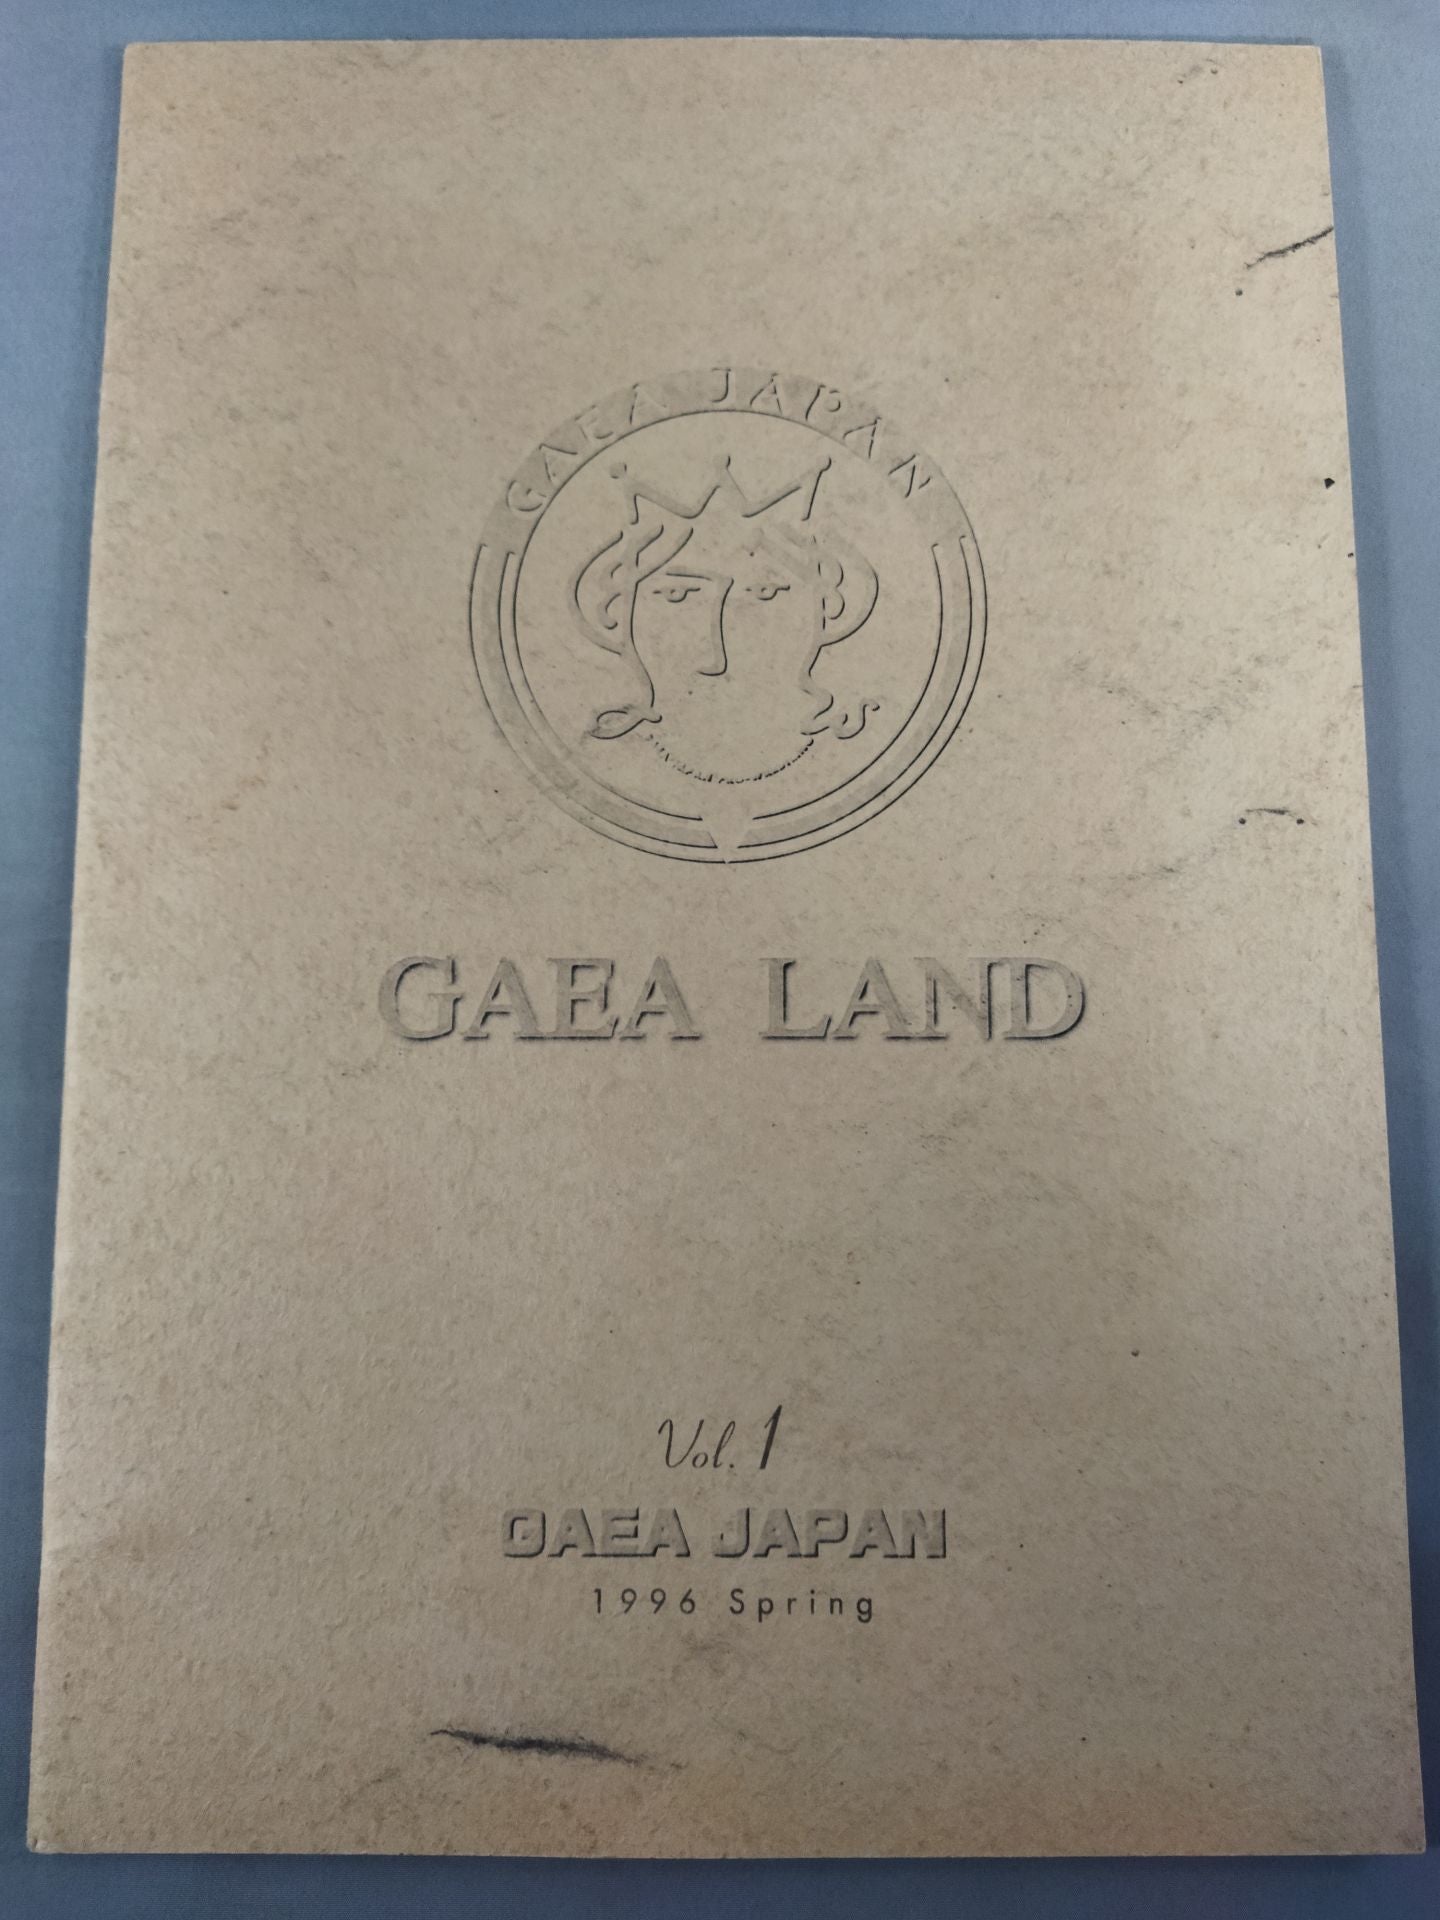 GAEA JAPAN
GAEA LAND
Vol. 1
GAEA JAPAN
1996 Spring